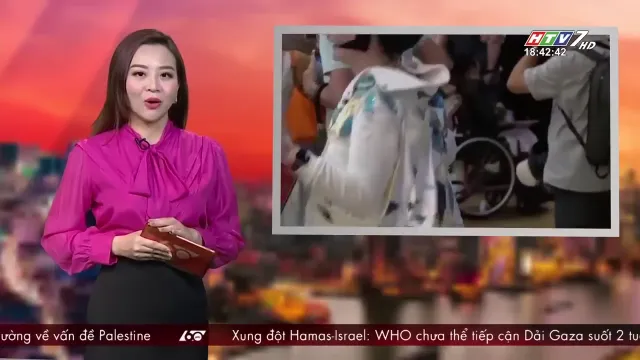 HTV7 HD
18:42:42
ường về vấn đề Palestine 60 Xung đột Hamas-Israel: WHO chưa thể tiếp cận Dải Gaza suốt 2 tu